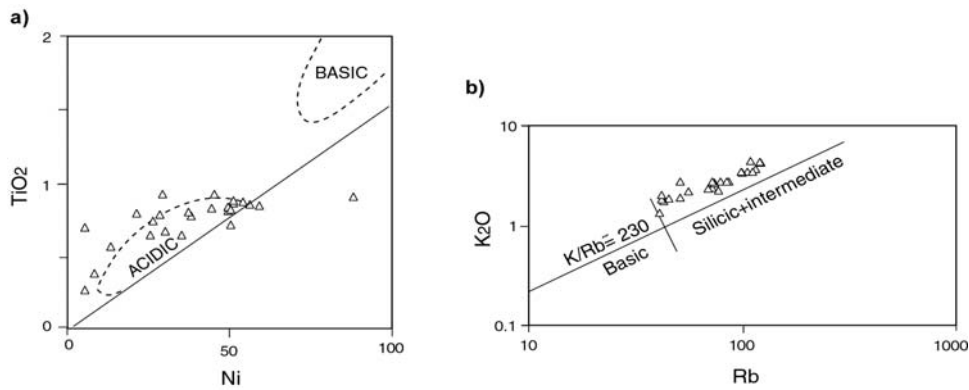 a)
2
1
0
TiO2
BASIC
ACIDIC
0
50
100
Ni
b)
10
1
0.1
K2O
K/Rb= 230
Basic
Silicic+intermediate
10
100
1000
Rb